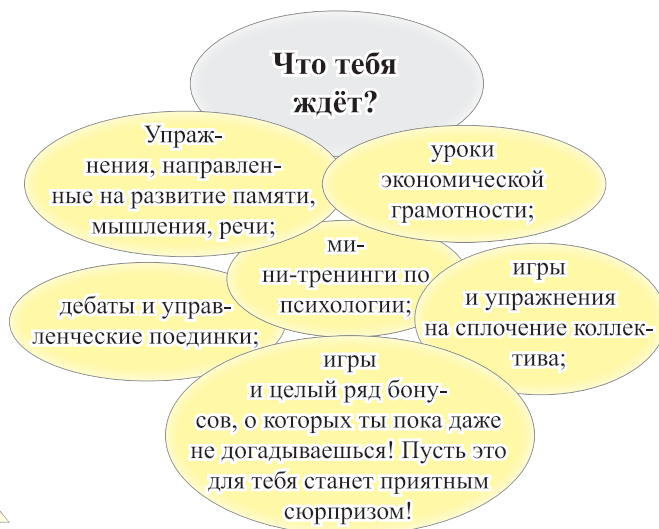 Что тебя
ждёт?
Упраж-
нения, направлен-
ные на развитие памяти,
мышления, речи;
уроки
экономической
грамотности;
ми-
ни-тренинги по
психологии;
дебаты и управ-
ленческие поединки;
игры
и упражнения
на сплочение коллек-
тива;
игры
и целый ряд бону-
сов, о которых ты пока даже
не догадываешься! Пусть это
для тебя станет приятным
сюрпризом!